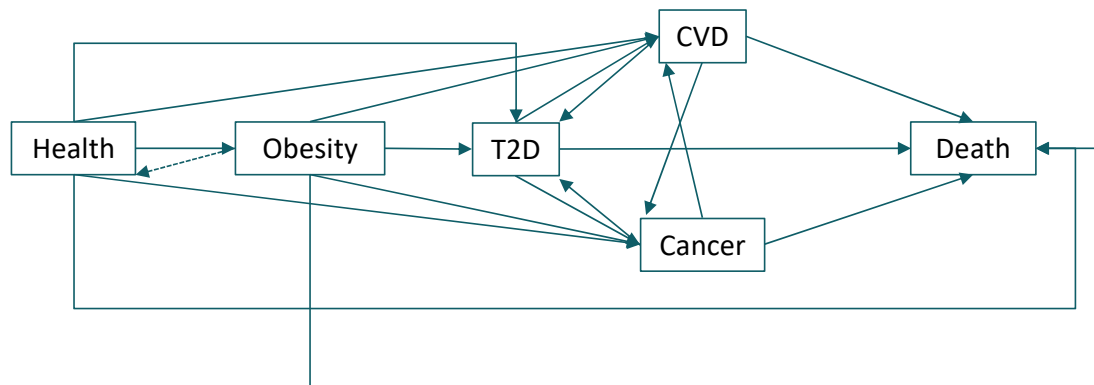 CVD
Health
Obesity
T2D
Death
Cancer